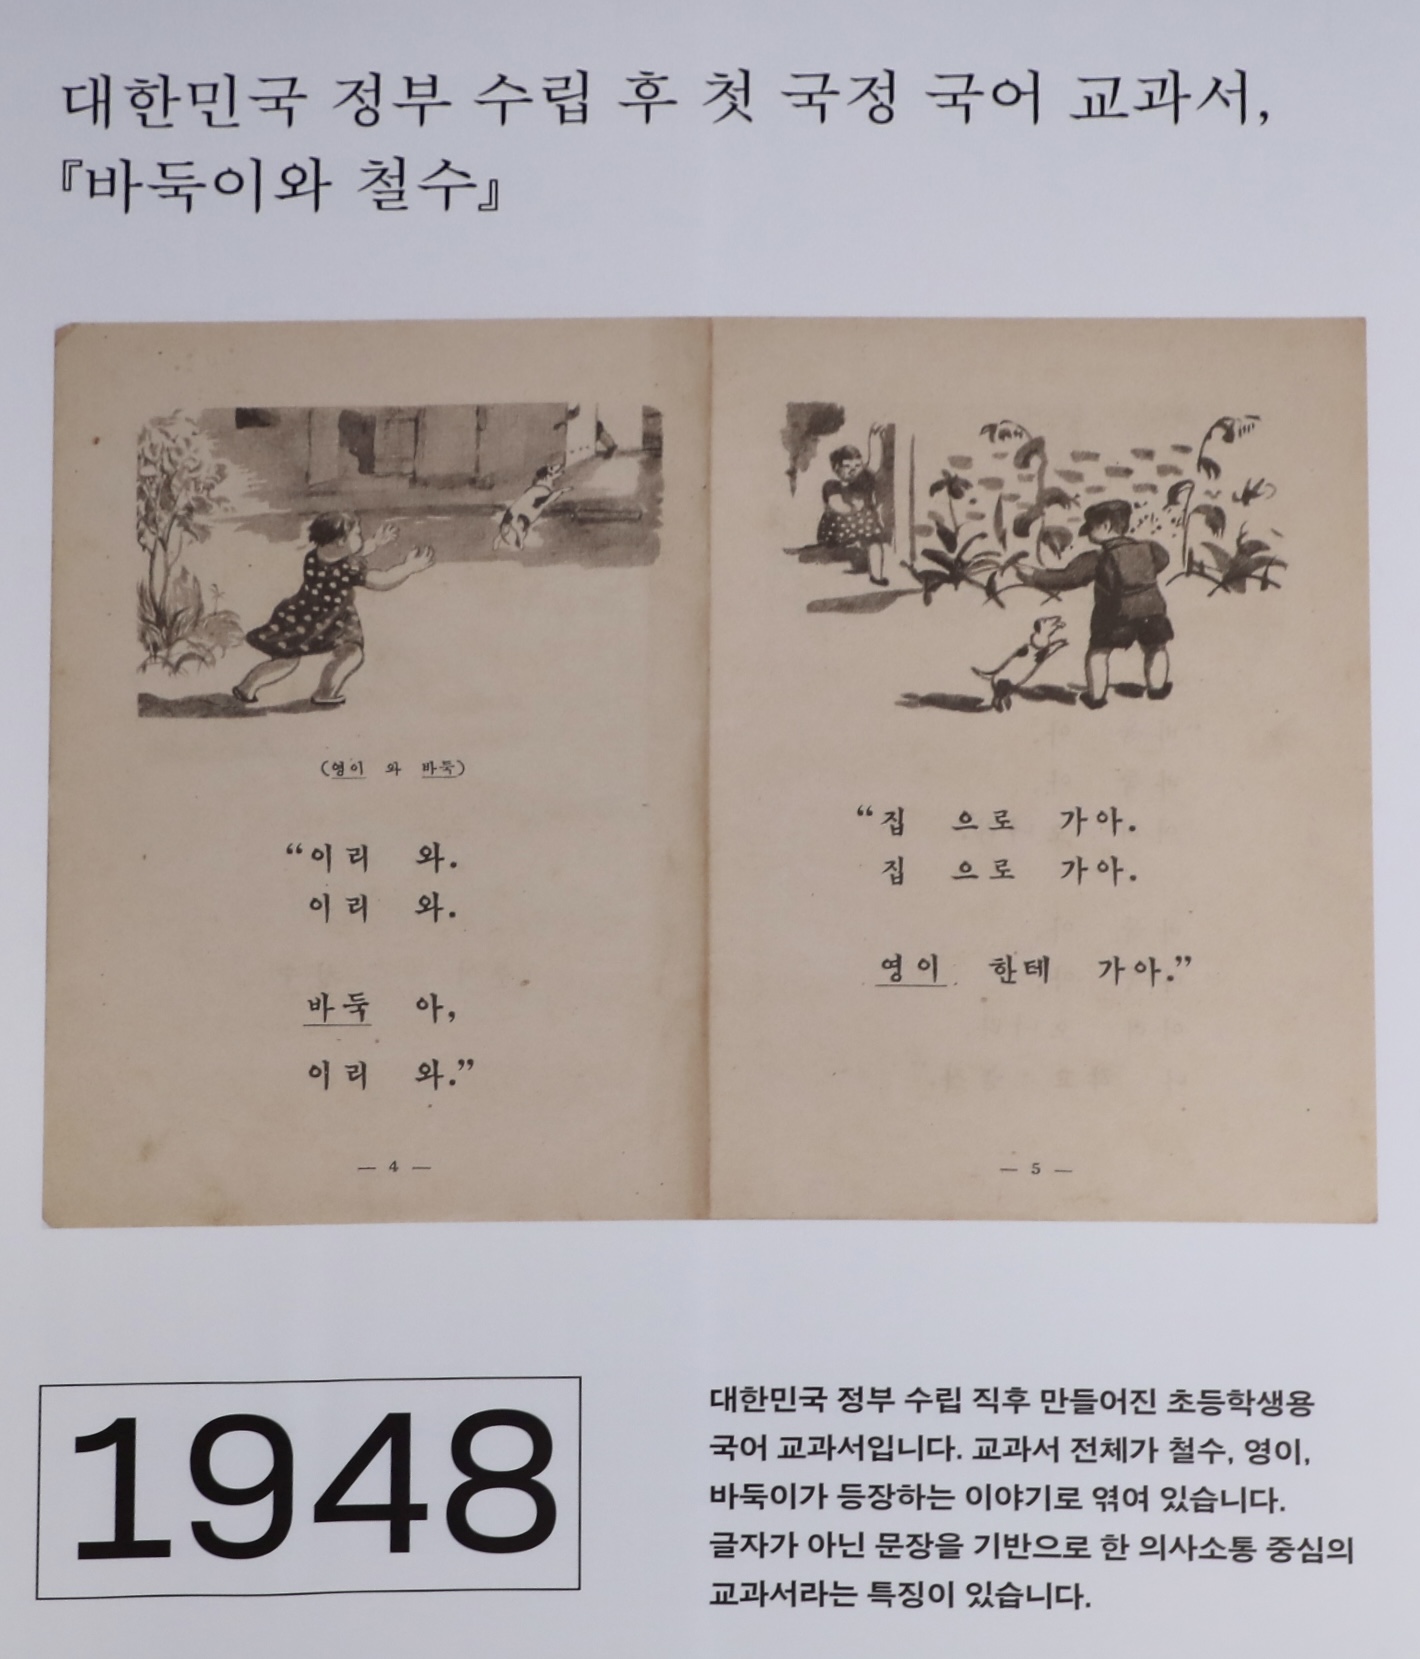 대한민국 정부 수립 후 첫 국정 국어 교과서,
『바둑이와 철수』
(영이 와 바둑)
“이리 와.
이리 와.
바둑 아,
이리 와.”
— 4 —
“집 으로 가아.
집 으로 가아.
영이 한테 가아.”
— 5 —
1948
대한민국 정부 수립 직후 만들어진 초등학생용
국어 교과서입니다. 교과서 전체가 철수, 영이,
바둑이가 등장하는 이야기로 엮여 있습니다.
글자가 아닌 문장을 기반으로 한 의사소통 중심의
교과서라는 특징이 있습니다.